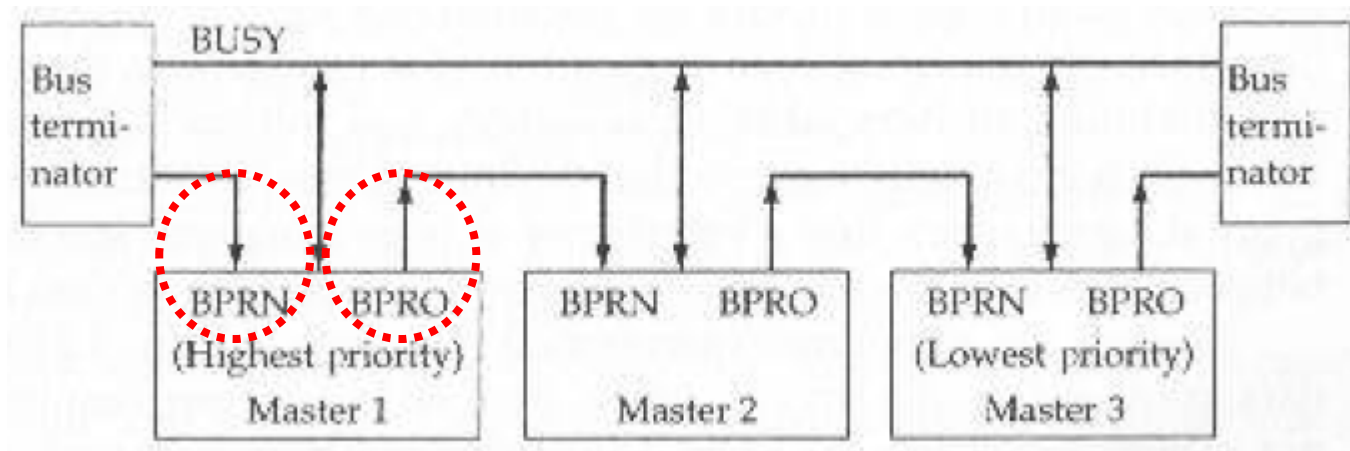 BUSY
Bus
termi-
nator
Bus
termi-
nator
BPRN BPRO
(Highest priority)
Master 1
BPRN BPRO
Master 2
BPRN BPRO
(Lowest priority)
Master 3